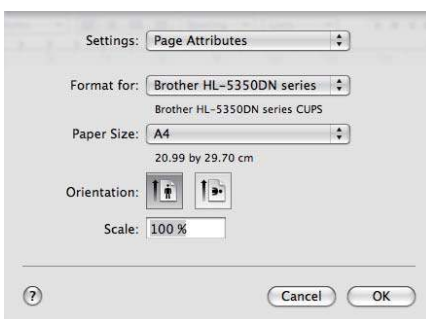 Settings: Page Attributes
Format for: Brother HL-5350DN series
Brother HL-5350DN series CUPS
Paper Size: A4
20.99 by 29.70 cm
Orientation:
Scale: 100 %
? Cancel OK